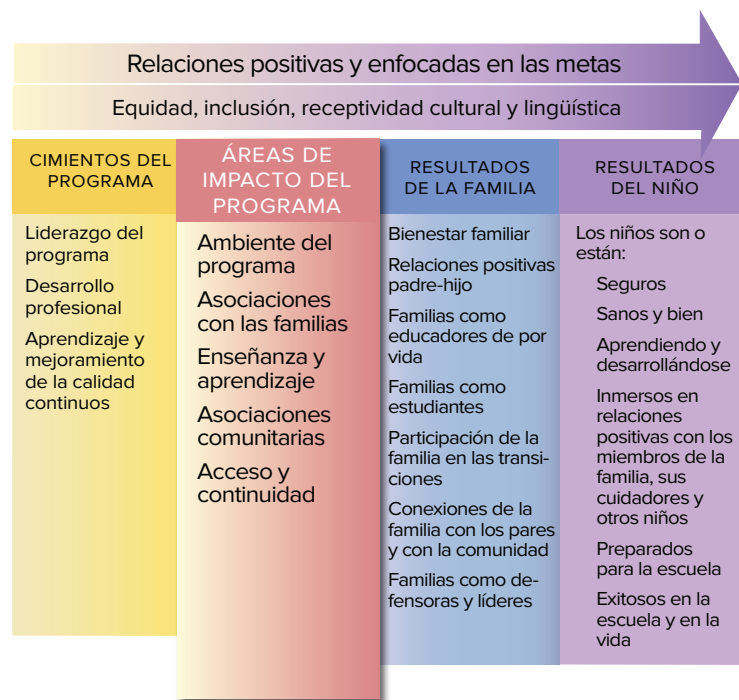 Relaciones positivas y enfocadas en las metas
Equidad, inclusión, receptividad cultural y lingüística
CIMIENTOS DEL
PROGRAMA
Liderazgo del
programa
Desarrollo
profesional
Aprendizaje y
mejoramiento
de la calidad
continuos
ÁREAS DE
IMPACTO DEL
PROGRAMA
Ambiente del
programa
Asociaciones
con las familias
Enseñanza y
aprendizaje
Asociaciones
comunitarias
Acceso y
continuidad
RESULTADOS
DE LA FAMILIA
Bienestar familiar
Relaciones positivas
padre-hijo
Familias como
educadores de por
vida
Familias como
estudiantes
Participación de la
familia en las transi-
ciones
Conexiones de la
familia con los pares
y con la comunidad
Familias como de-
fensoras y líderes
RESULTADOS
DEL NIÑO
Los niños son o
están:
Seguros
Sanos y bien
Aprendiendo y
desarrollándose
Inmersos en
relaciones
positivas con los
miembros de la
familia, sus
cuidadores y
otros niños
Preparados
para la escuela
Exitosos en la
escuela y en la
vida